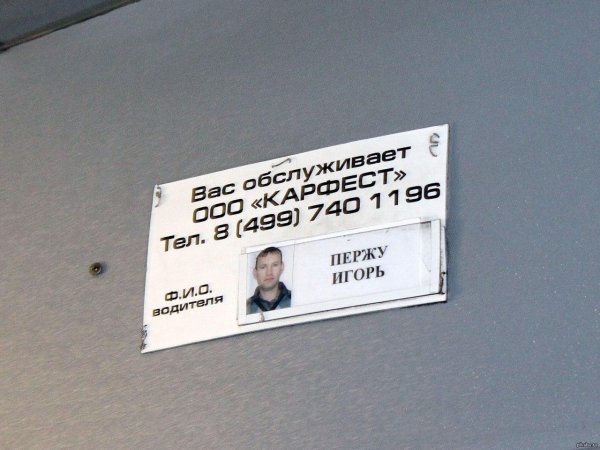 Вас обслуживает
ООО «КАРФЕСТ»
Тел. 8 (499) 740 1196
Ф.И.О.
водителя
ПЕРЖУ
ИГОРЬ